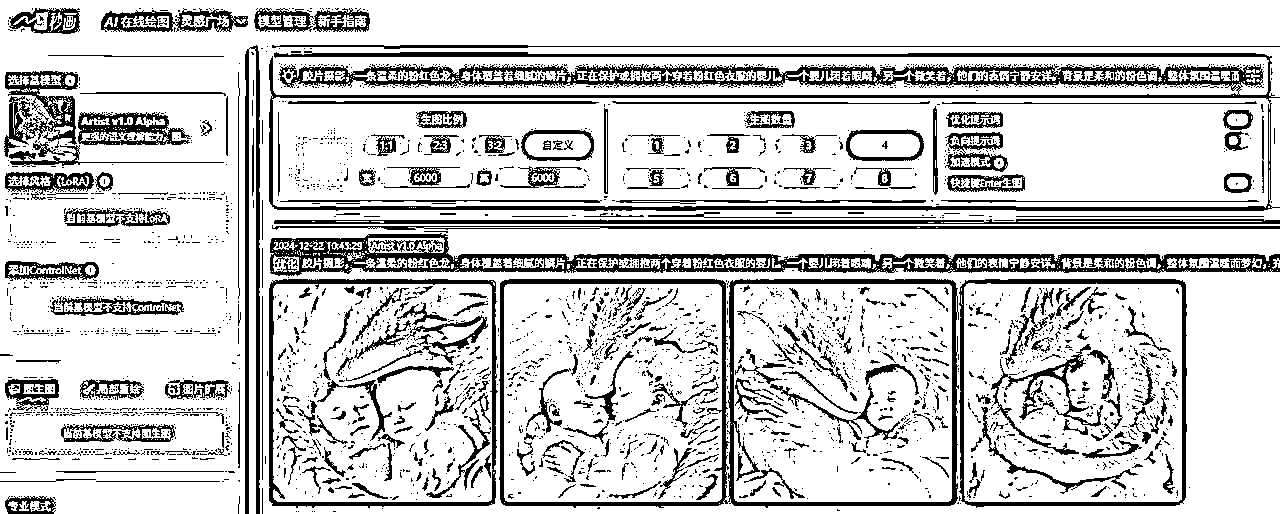 秒画
AI 在线绘图 灵感广场 模型管理 新手指南
选择基模型
Artist v1.0 Alpha
选择风格（LoRA）
当前基模型不支持LoRA
添加ControlNet
当前基模型不支持ControlNet
图生图 局部重绘 图片扩展
当前基模型不支持图生图
专业模式
胶片摄影，一条温柔的粉红色龙，身体覆盖着细腻的鳞片，正在保护或拥抱两个穿着粉红色衣服的婴儿，一个婴儿闭着眼睛，另一个微笑着，他们的表情宁静安详，背景是柔和的粉色调，整体氛围温暖而
生图比例
1:1 2:3 3:2 自定义
宽 6000 高 6000
生图数量
1 2 3 4
5 6 7 8
优化提示词
负向提示词
加速模式
快捷键Enter生图
2024-12-22 10:43:29 Artist v1.0 Alpha
优化 胶片摄影，一条温柔的粉红色龙，身体覆盖着细腻的鳞片，正在保护或拥抱两个穿着粉红色衣服的婴儿，一个婴儿闭着眼睛，另一个微笑着，他们的表情宁静安详，背景是柔和的粉色调，整体氛围温暖而梦幻，